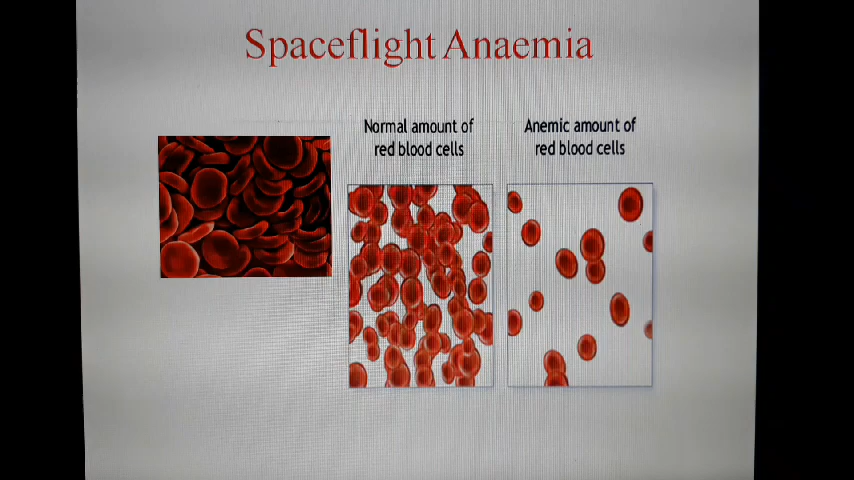 Spaceflight Anaemia
Normal amount of
red blood cells
Anemic amount of
red blood cells